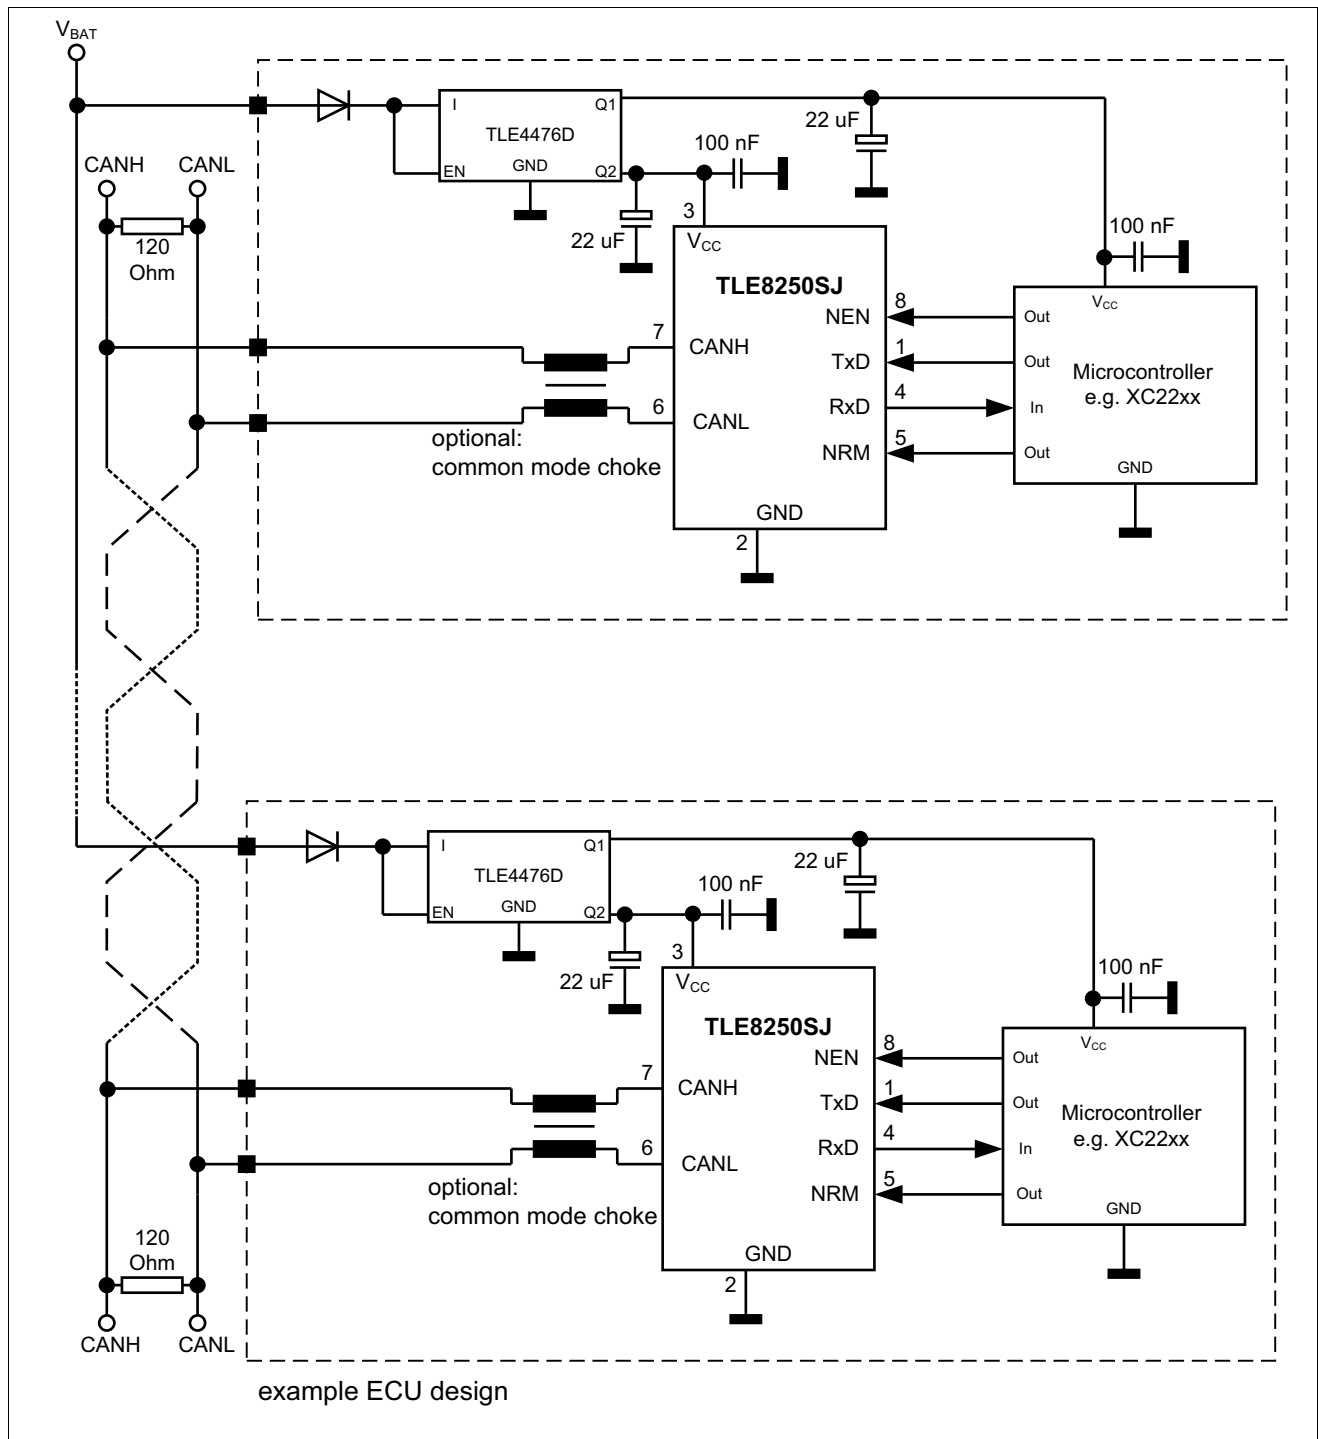 VBAT
CANH
CANL
120
Ohm
I
Q1
TLE4476D
EN
GND
Q2
22 uF
100 nF
22 uF
100 nF
3
VCC
TLE8250SJ
7
CANH
6
CANL
NEN
8
TxD
1
RxD
4
NRM
5
GND
2
VCC
Out
Out
In
Out
Microcontroller
e.g. XC22xx
GND
optional:
common mode choke
I
Q1
TLE4476D
EN
GND
Q2
22 uF
100 nF
22 uF
100 nF
3
VCC
TLE8250SJ
7
CANH
6
CANL
NEN
8
TxD
1
RxD
4
NRM
5
GND
2
VCC
Out
Out
In
Out
Microcontroller
e.g. XC22xx
GND
optional:
common mode choke
120
Ohm
CANH
CANL
example ECU design